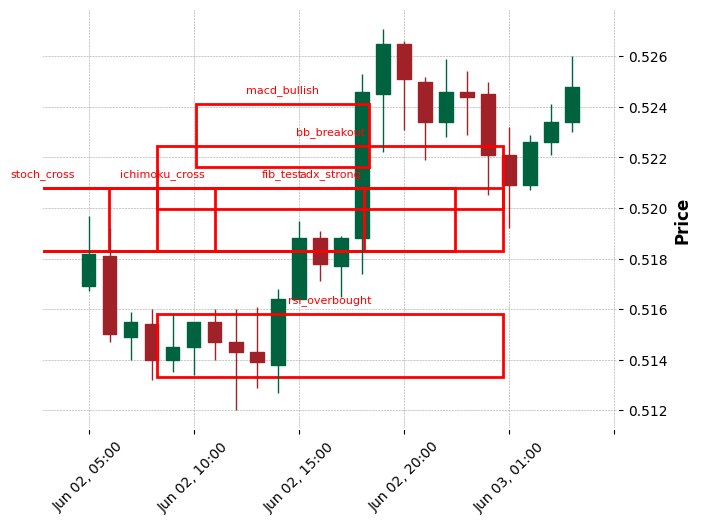 0.526
macd_bullish
0.524
bb_breakout
0.522
stoch_cross
ichimoku_cross
fib_test
adx_strong
0.520
Price
0.518
rsi_overbought
0.516
0.514
0.512
Jun 02, 05:00
Jun 02, 10:00
Jun 02, 15:00
Jun 02, 20:00
Jun 03, 01:00